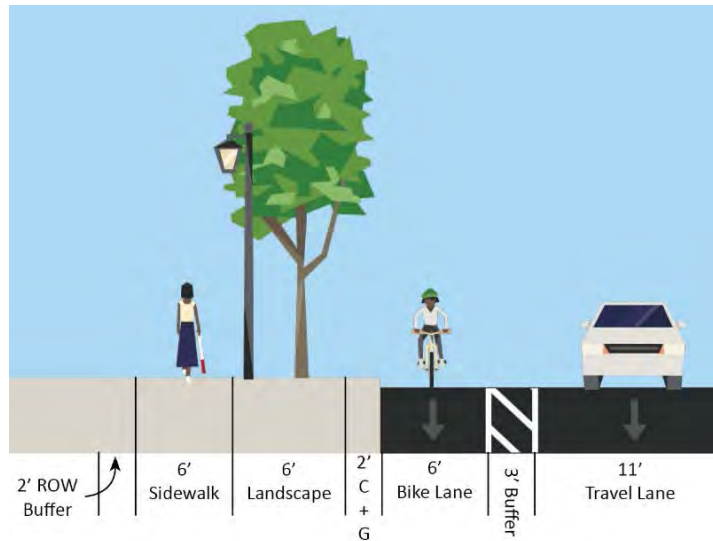 2’ ROW
Buffer
6’
Sidewalk
6’
Landscape
2’
C
+
G
6’
Bike Lane
3’ Buffer
11’
Travel Lane